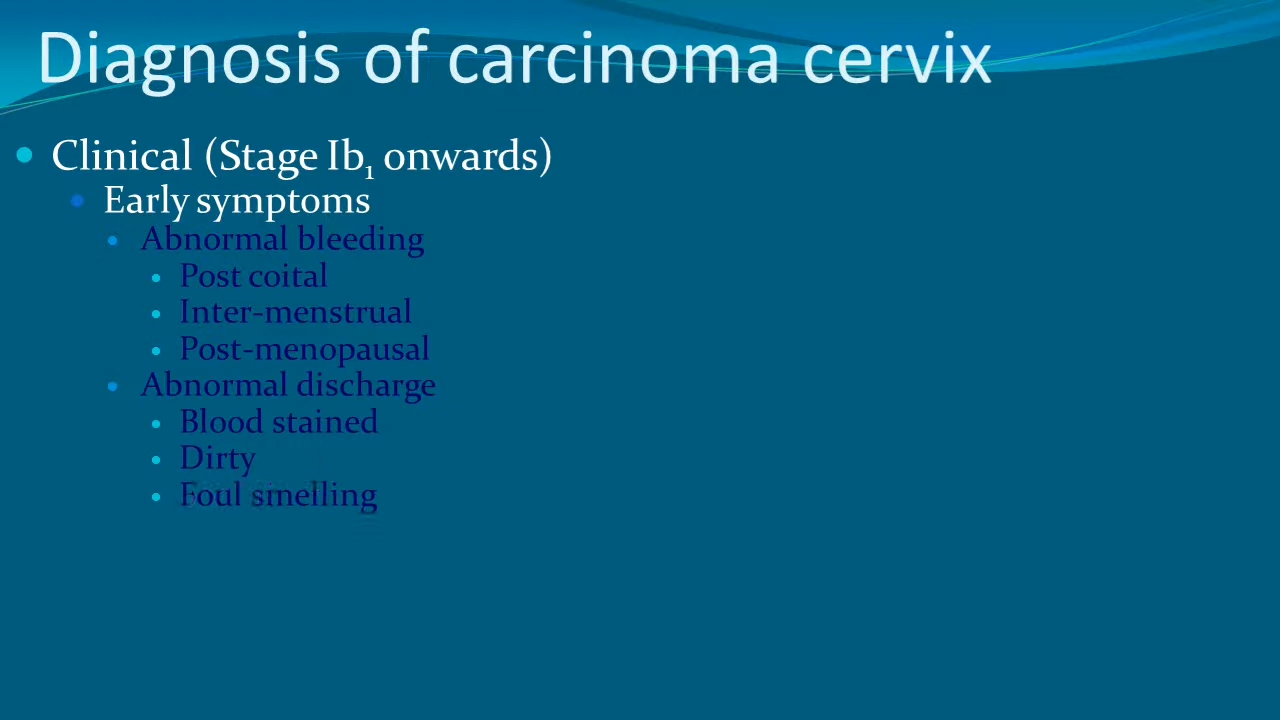 Diagnosis of carcinoma cervix
Clinical (Stage Ib₁ onwards)
Early symptoms
Abnormal bleeding
Post coital
Inter-menstrual
Post-menopausal
Abnormal discharge
Blood stained
Dirty
Foul smelling